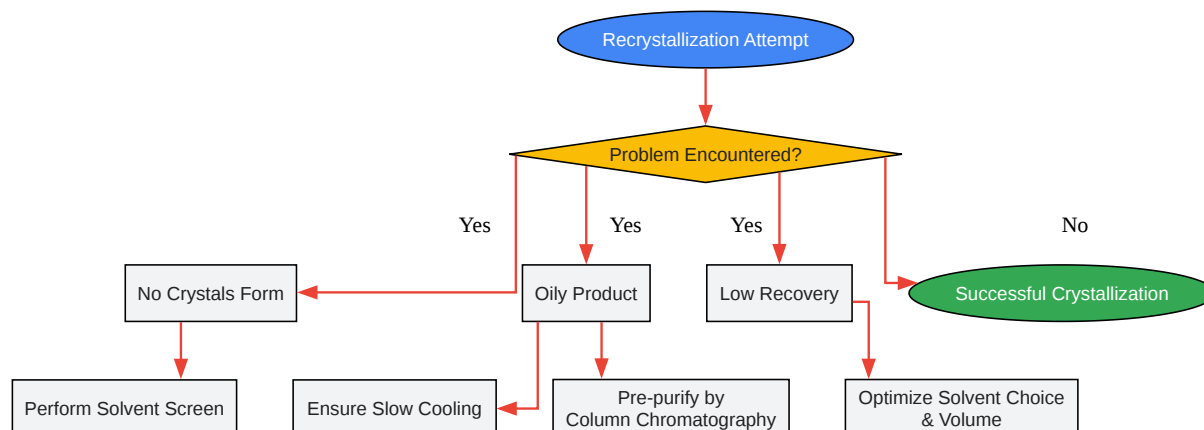 Recrystallization Attempt
Problem Encountered?
Yes
Yes
Yes
No
No Crystals Form
Oily Product
Low Recovery
Successful Crystallization
Perform Solvent Screen
Ensure Slow Cooling
Pre-purify by
Column Chromatography
Optimize Solvent Choice
& Volume